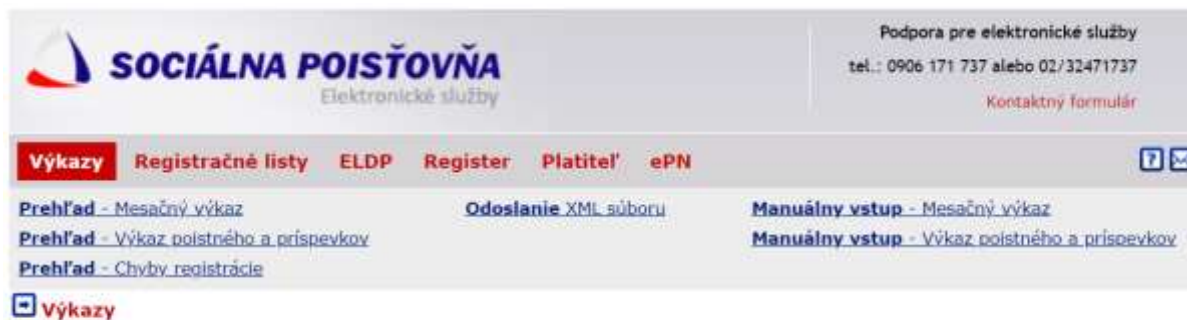 Podpora pre elektronické služby
SOCIÁLNA POISŤOVŇA
tel.: 0906 171 737 alebo 02/32471737
Elektronické služby
Kontaktný formulár
Výkazy Registračné listy ELDP Register Platiteľ ePN
Prehľad - Mesačný výkaz Odoslanie XML súboru Manuálny vstup - Mesačný výkaz
Prehľad - Výkaz poistného a príspevkov Manuálny vstup - Výkaz poistného a príspevkov
Prehľad - Chyby registrácie
Výkazy